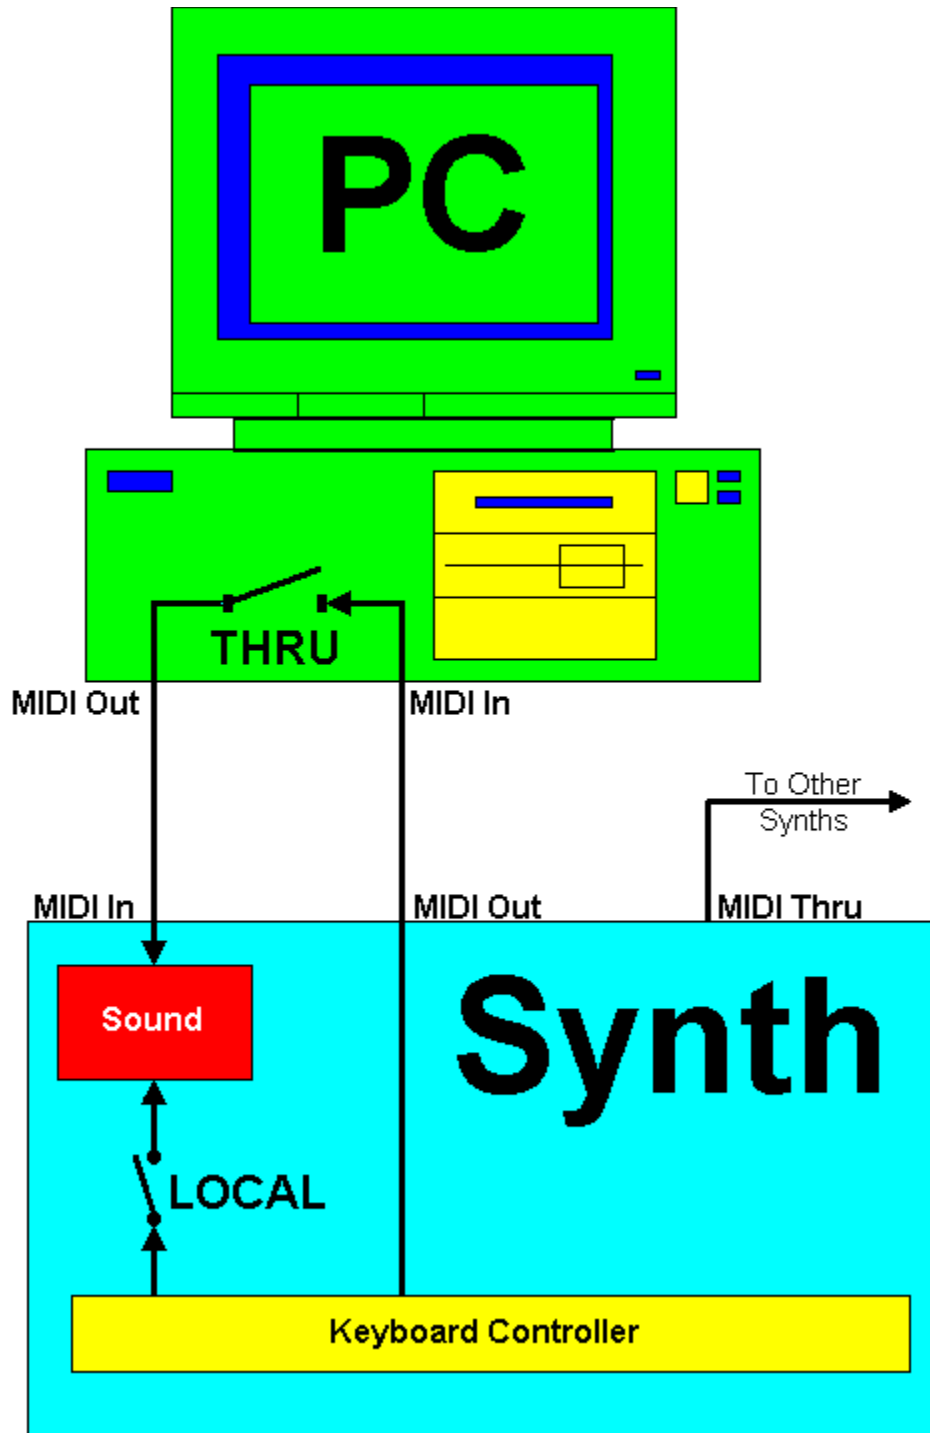 PC
THRU
MIDI Out
MIDI In
To Other
Synths
MIDI In
MIDI Out
MIDI Thru
Synth
Sound
LOCAL
Keyboard Controller